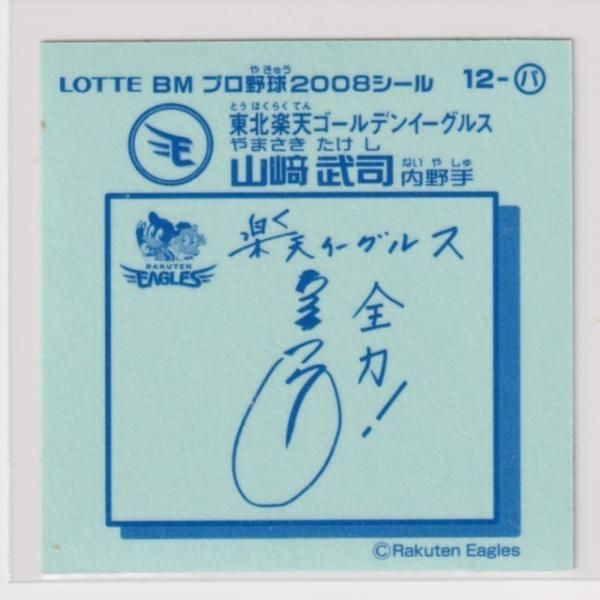 LOTTE BM プロ野球2008シール 12-パ
やきゅう
とうほくらくてん
東北楽天ゴールデンイーグルス
やまさき たけし
山﨑 武司 内野手
ないやしゅ
E
RAKUTEN
EAGLES
楽天イーグルス
全力!
©Rakuten Eagles